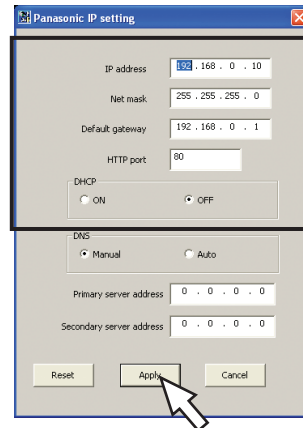 Panasonic IP setting
IP address 192 . 168 . 0 . 10
Net mask 255 . 255 . 255 . 0
Default gateway 192 . 168 . 0 . 1
HTTP port 80
DHCP
ON OFF
DNS
Manual Auto
Primary server address 0 . 0 . 0 . 0
Secondary server address 0 . 0 . 0 . 0
Reset Apply Cancel